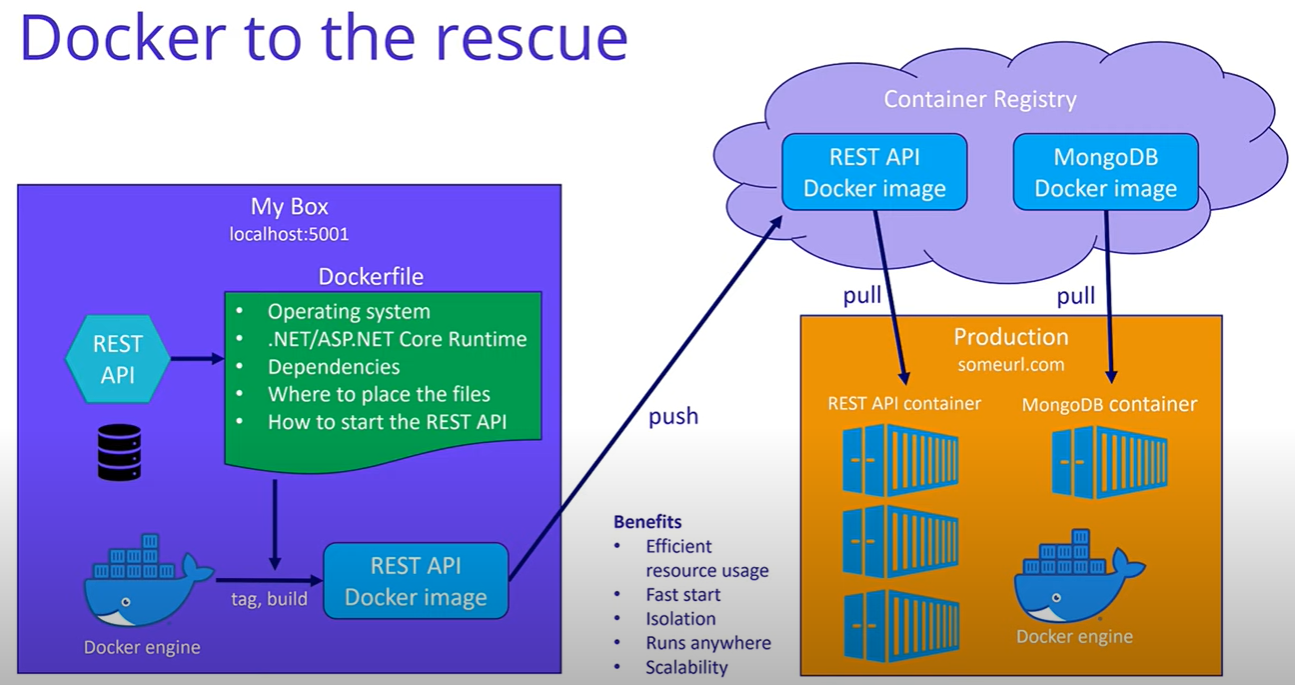 Docker to the rescue
My Box
localhost:5001
Dockerfile
• Operating system
• .NET/ASP.NET Core Runtime
• Dependencies
• Where to place the files
• How to start the REST API
REST
API
Docker engine
tag, build
REST API
Docker image
push
Container Registry
REST API
Docker image
MongoDB
Docker image
pull
pull
Production
someurl.com
REST API container
MongoDB container
Docker engine
Benefits
• Efficient
resource usage
• Fast start
• Isolation
• Runs anywhere
• Scalability